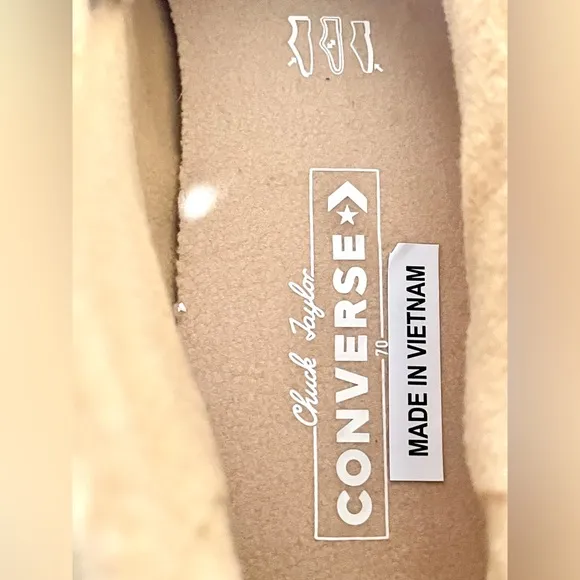 Chuck Taylor
CONVERSE
70
MADE IN VIETNAM